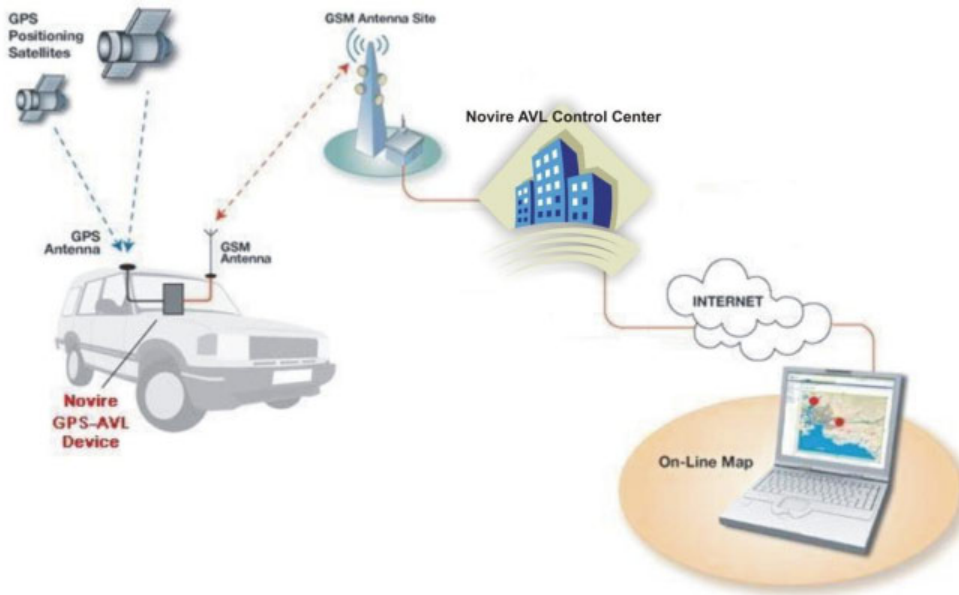 GPS
Positioning
Satellites
GSM Antenna Site
Novire AVL Control Center
GPS
Antenna
GSM
Antenna
INTERNET
Novire
GPS-AVL
Device
On-Line Map